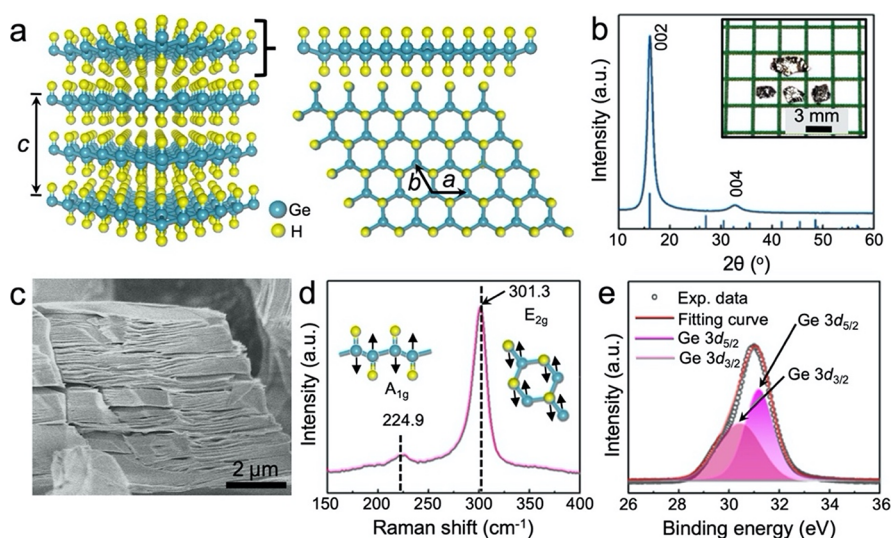 a
c
b
a
Ge
H
b
002
004
3 mm
Intensity (a.u.)
10 20 30 40 50 60
2θ (°)
c
2 μm
d
301.3
E2g
A1g
224.9
Intensity (a.u.)
150 200 250 300 350 400
Raman shift (cm-1)
e
Exp. data
Fitting curve
Ge 3d5/2
Ge 3d3/2
Ge 3d5/2
Ge 3d3/2
Intensity (a.u.)
26 28 30 32 34 36
Binding energy (eV)